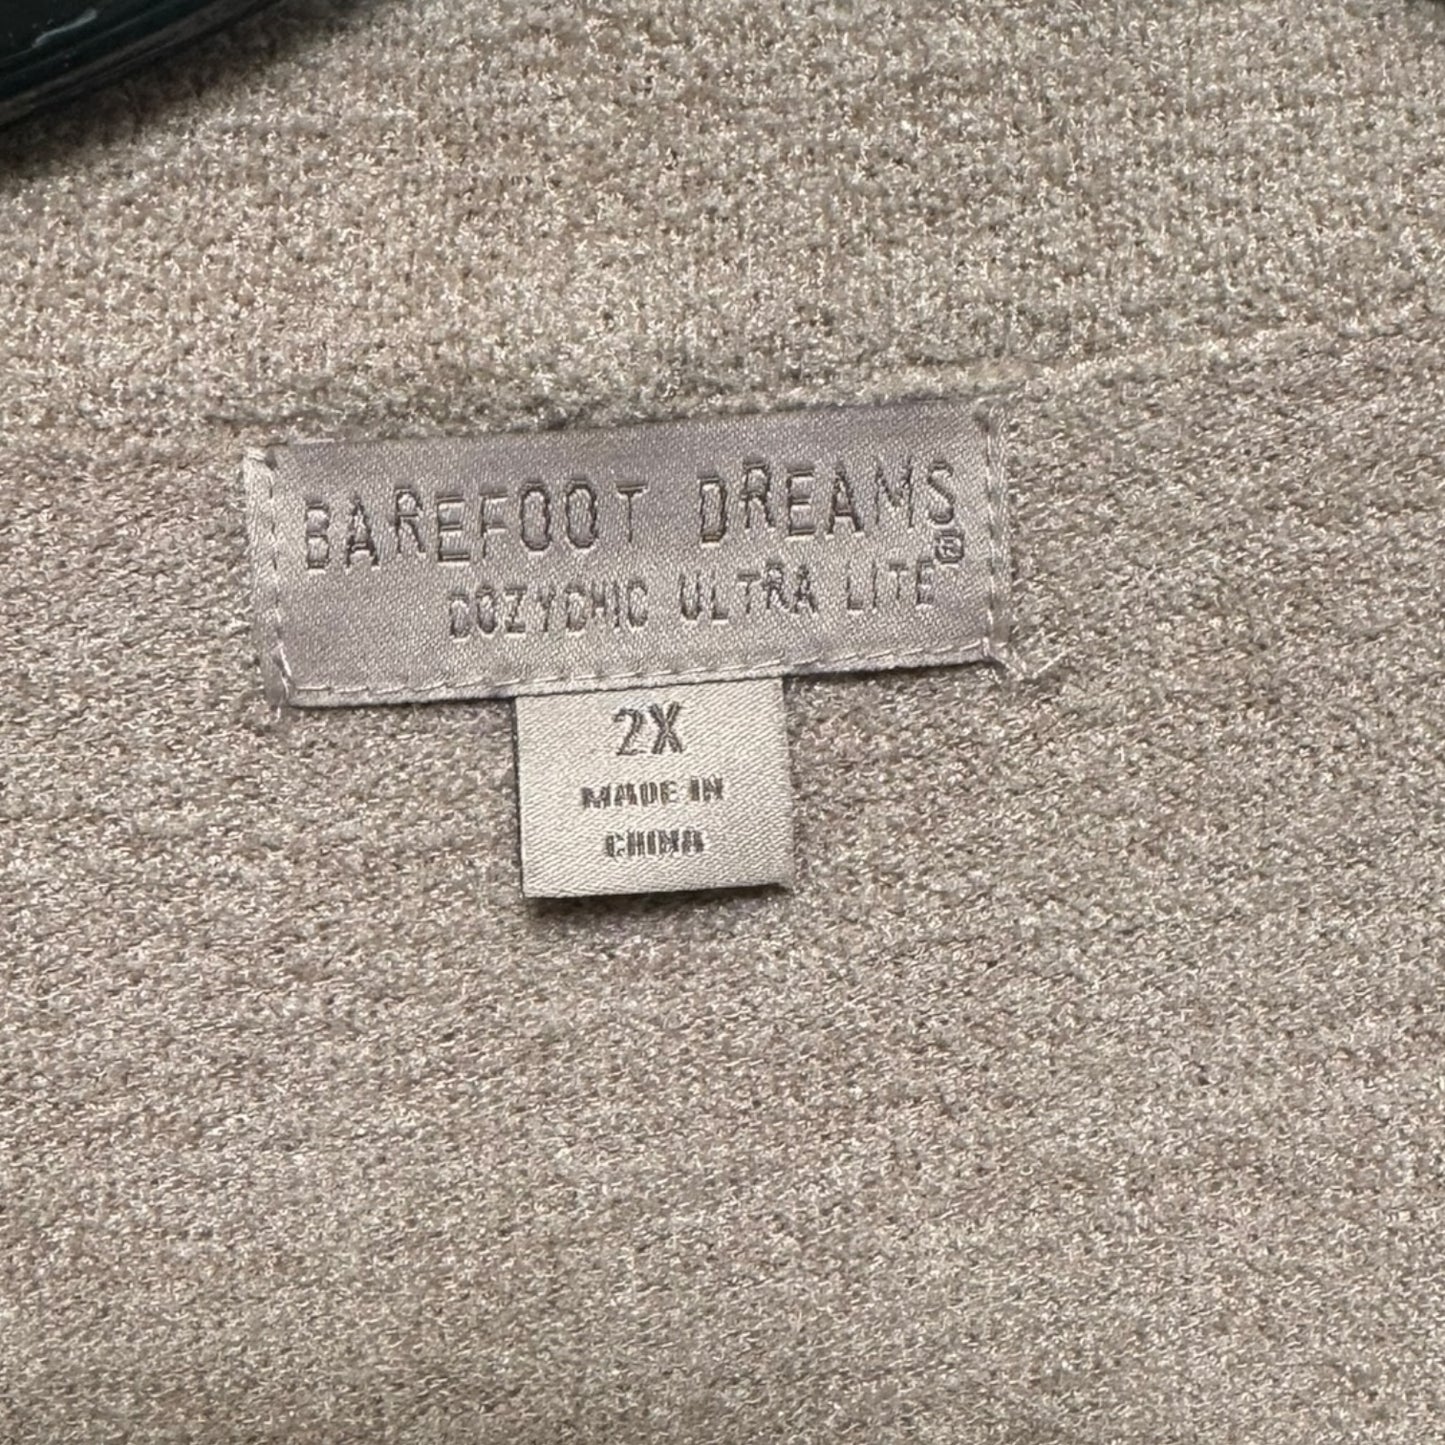 BAREFOOT DREAMS®
COZYCHIC ULTRA LITE
2X
MADE IN
CHINA